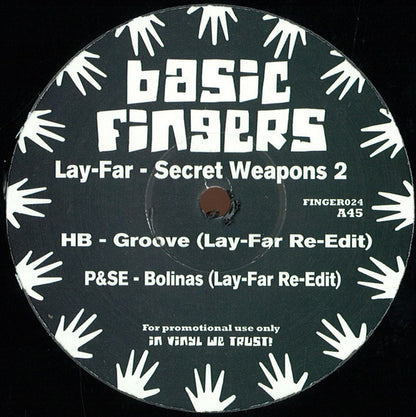 basic
fingers
Lay-Far - Secret Weapons 2
FINGER024
A45
HB - Groove (Lay-Far Re-Edit)
P&SE - Bolinas (Lay-Far Re-Edit)
For promotional use only
in vinyl we trust!